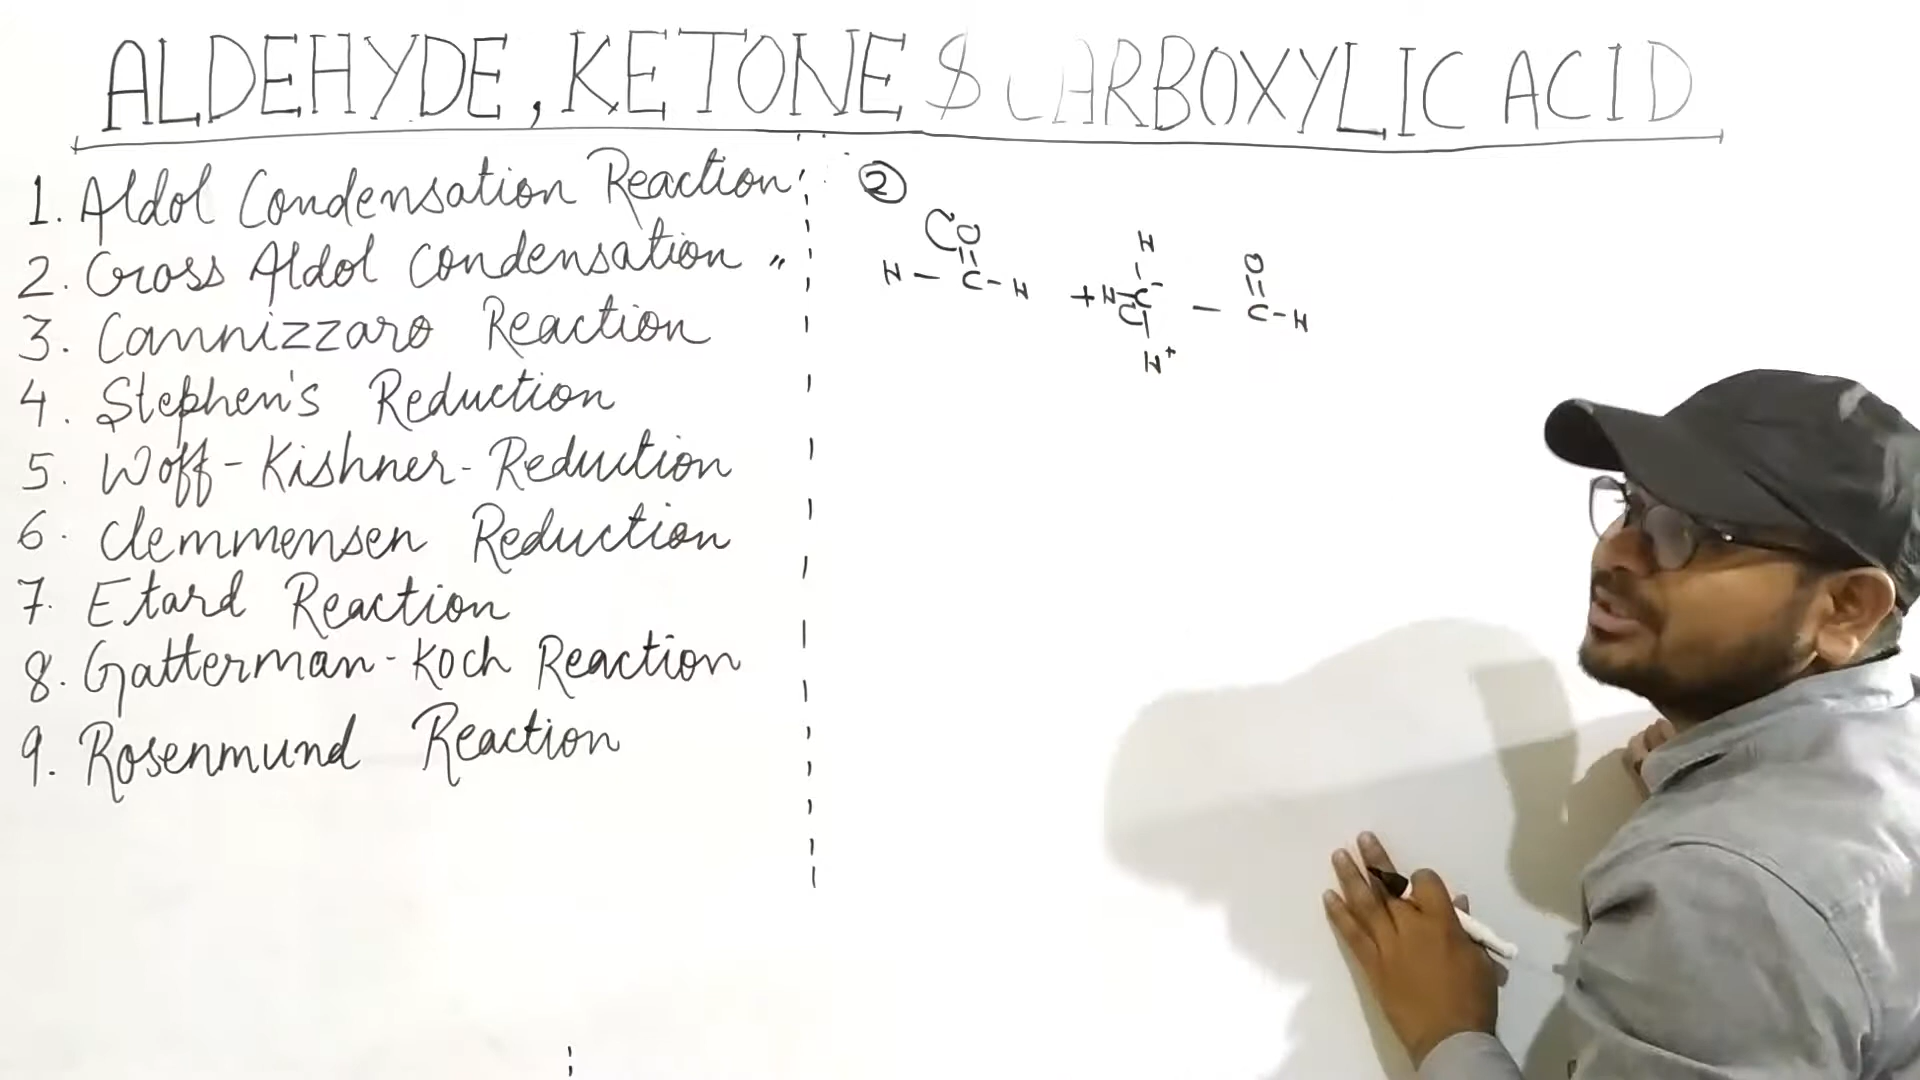 ALDEHYDE, KETONE $ CARBOXYLIC ACID
1. Aldol Condensation Reaction
2. Cross Aldol Condensation "
3. Cannizzaro Reaction
4. Stephen's Reduction
5. Woff-Kishner-Reduction
6. Clemmensen Reduction
7. Etard Reaction
8. Gatterman-Koch Reaction
9. Rosenmund Reaction
2
O H O
|| | ||
H - C - H + H - C⁻ - C - H
|
H⁺